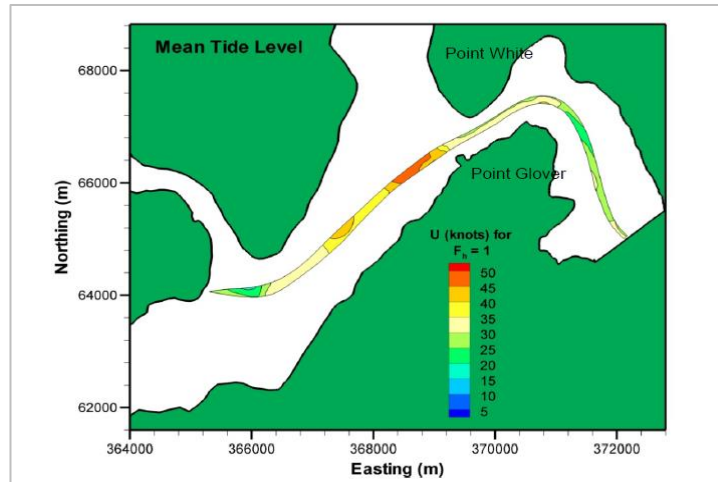 Mean Tide Level
Point White
Point Glover
U (knots) for
Fh = 1
50
45
40
35
30
25
20
15
10
5
Northing (m)
68000
66000
64000
62000
364000 366000 368000 370000 372000
Easting (m)